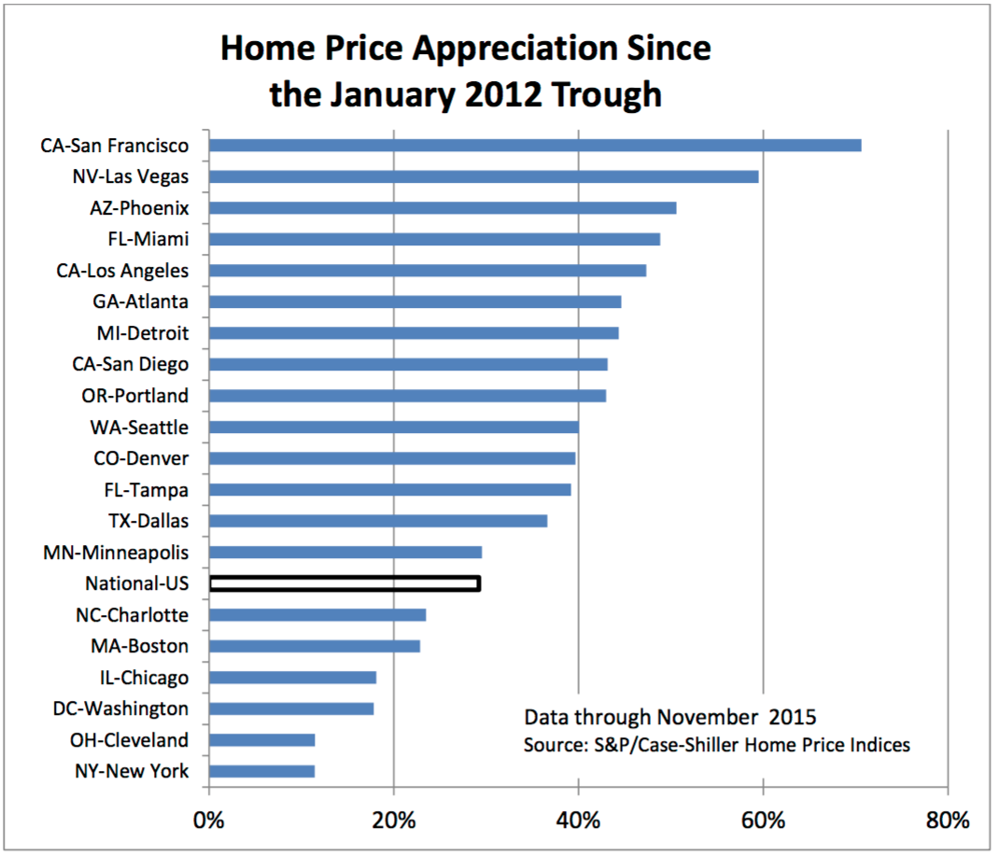 Home Price Appreciation Since
the January 2012 Trough
CA-San Francisco
NV-Las Vegas
AZ-Phoenix
FL-Miami
CA-Los Angeles
GA-Atlanta
MI-Detroit
CA-San Diego
OR-Portland
WA-Seattle
CO-Denver
FL-Tampa
TX-Dallas
MN-Minneapolis
National-US
NC-Charlotte
MA-Boston
IL-Chicago
DC-Washington
OH-Cleveland
NY-New York
Data through November 2015
Source: S&P/Case-Shiller Home Price Indices
0% 20% 40% 60% 80%